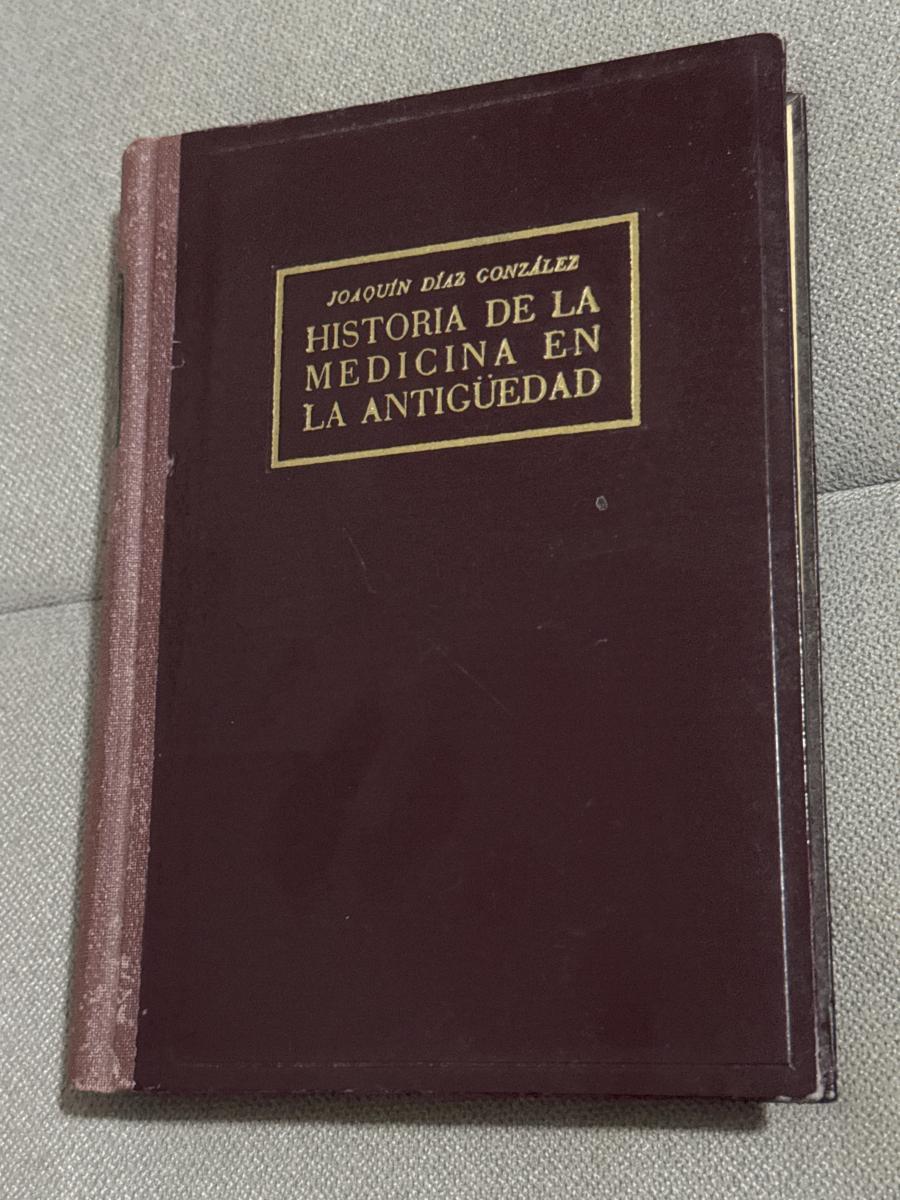 JOAQUÍN DÍAZ GONZÁLEZ
HISTORIA DE LA
MEDICINA EN
LA ANTIGÜEDAD